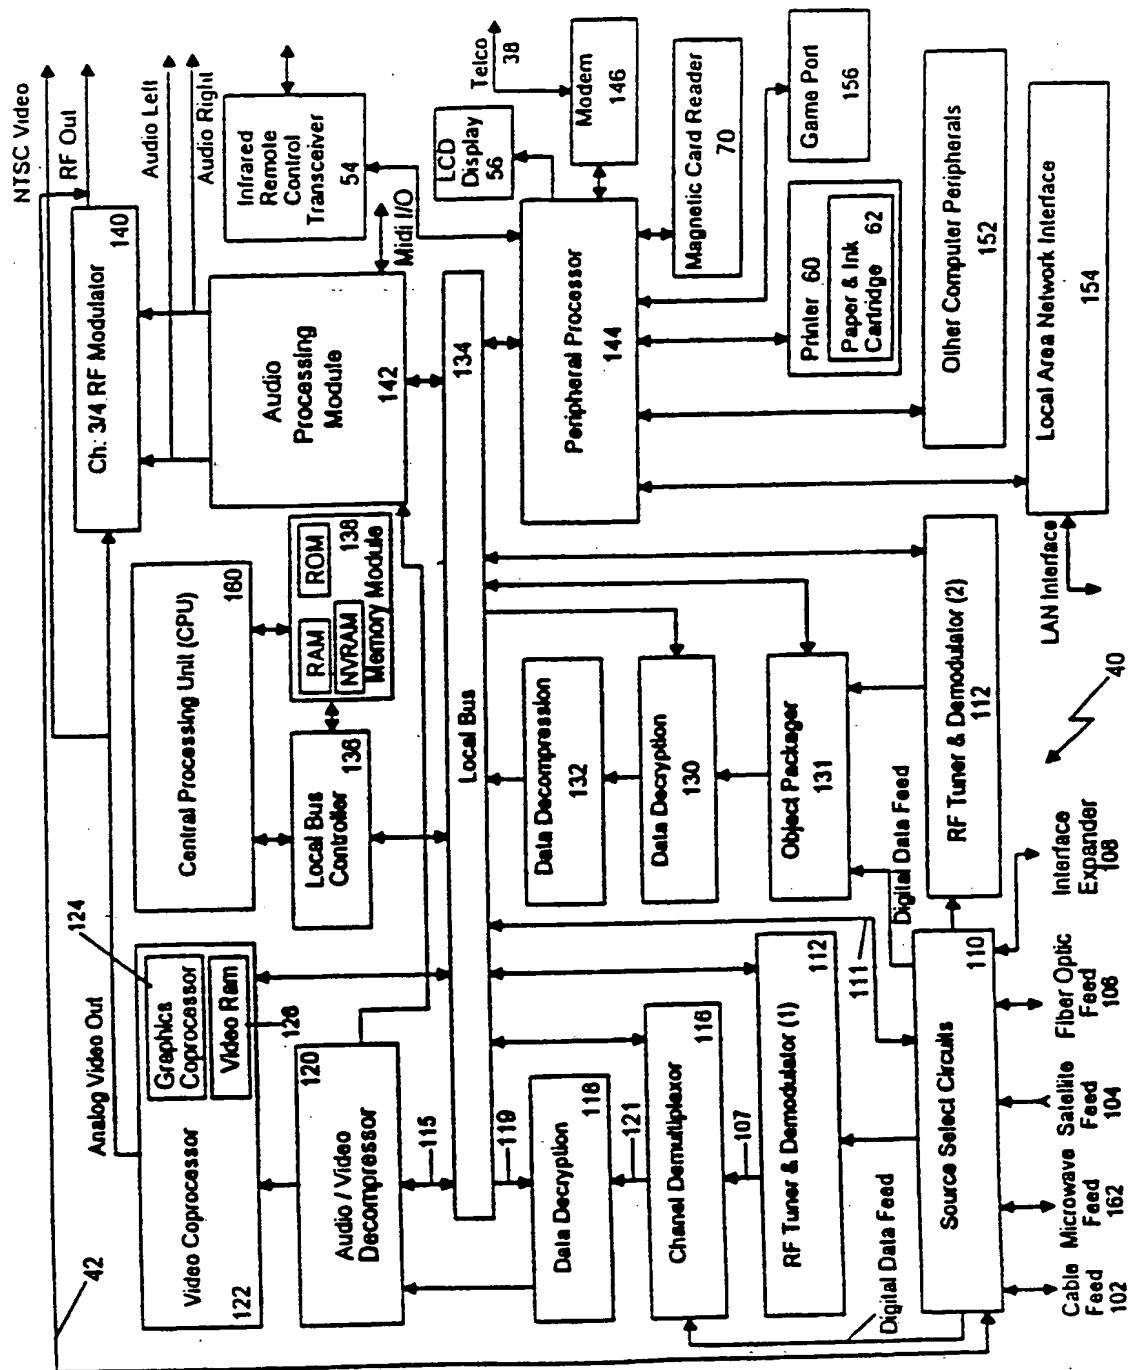 NTSC Video
RF Out
Audio Left
Audio Right
Ch. 3/4 RF Modulator
140
Infrared
Remote
Control
Transceiver
54
Midi I/O
Audio
Processing
Module
142
Telco
38
LCD
Display
56
Modem
146
Magnetic Card Reader
70
Game Port
156
Peripheral Processor
144
Printer 60
Paper & Ink
Cartridge 62
Other Computer Peripherals
152
Local Area Network Interface
154
LAN Interface
Local Bus
134
Central Processing Unit (CPU)
160
RAM
ROM
NVRAM
138
Memory Module
Local Bus
Controller
136
Data Decompression
132
Data Decryption
130
Object Packager
131
Digital Data Feed
RF Tuner & Demodulator (2)
112
42
Analog Video Out
124
Graphics
Coprocessor
Video Ram
126
Video Coprocessor
122
Audio / Video
Decompressor
120
115
119
Data Decryption
118
121
Chanel Demultiplexor
116
107
RF Tuner & Demodulator (1)
112
111
Digital Data Feed
Source Select Circuits
110
Cable
Feed
102
Microwave
Feed
162
Satellite
Feed
104
Fiber Optic
Feed
106
Interface
Expander
108
40